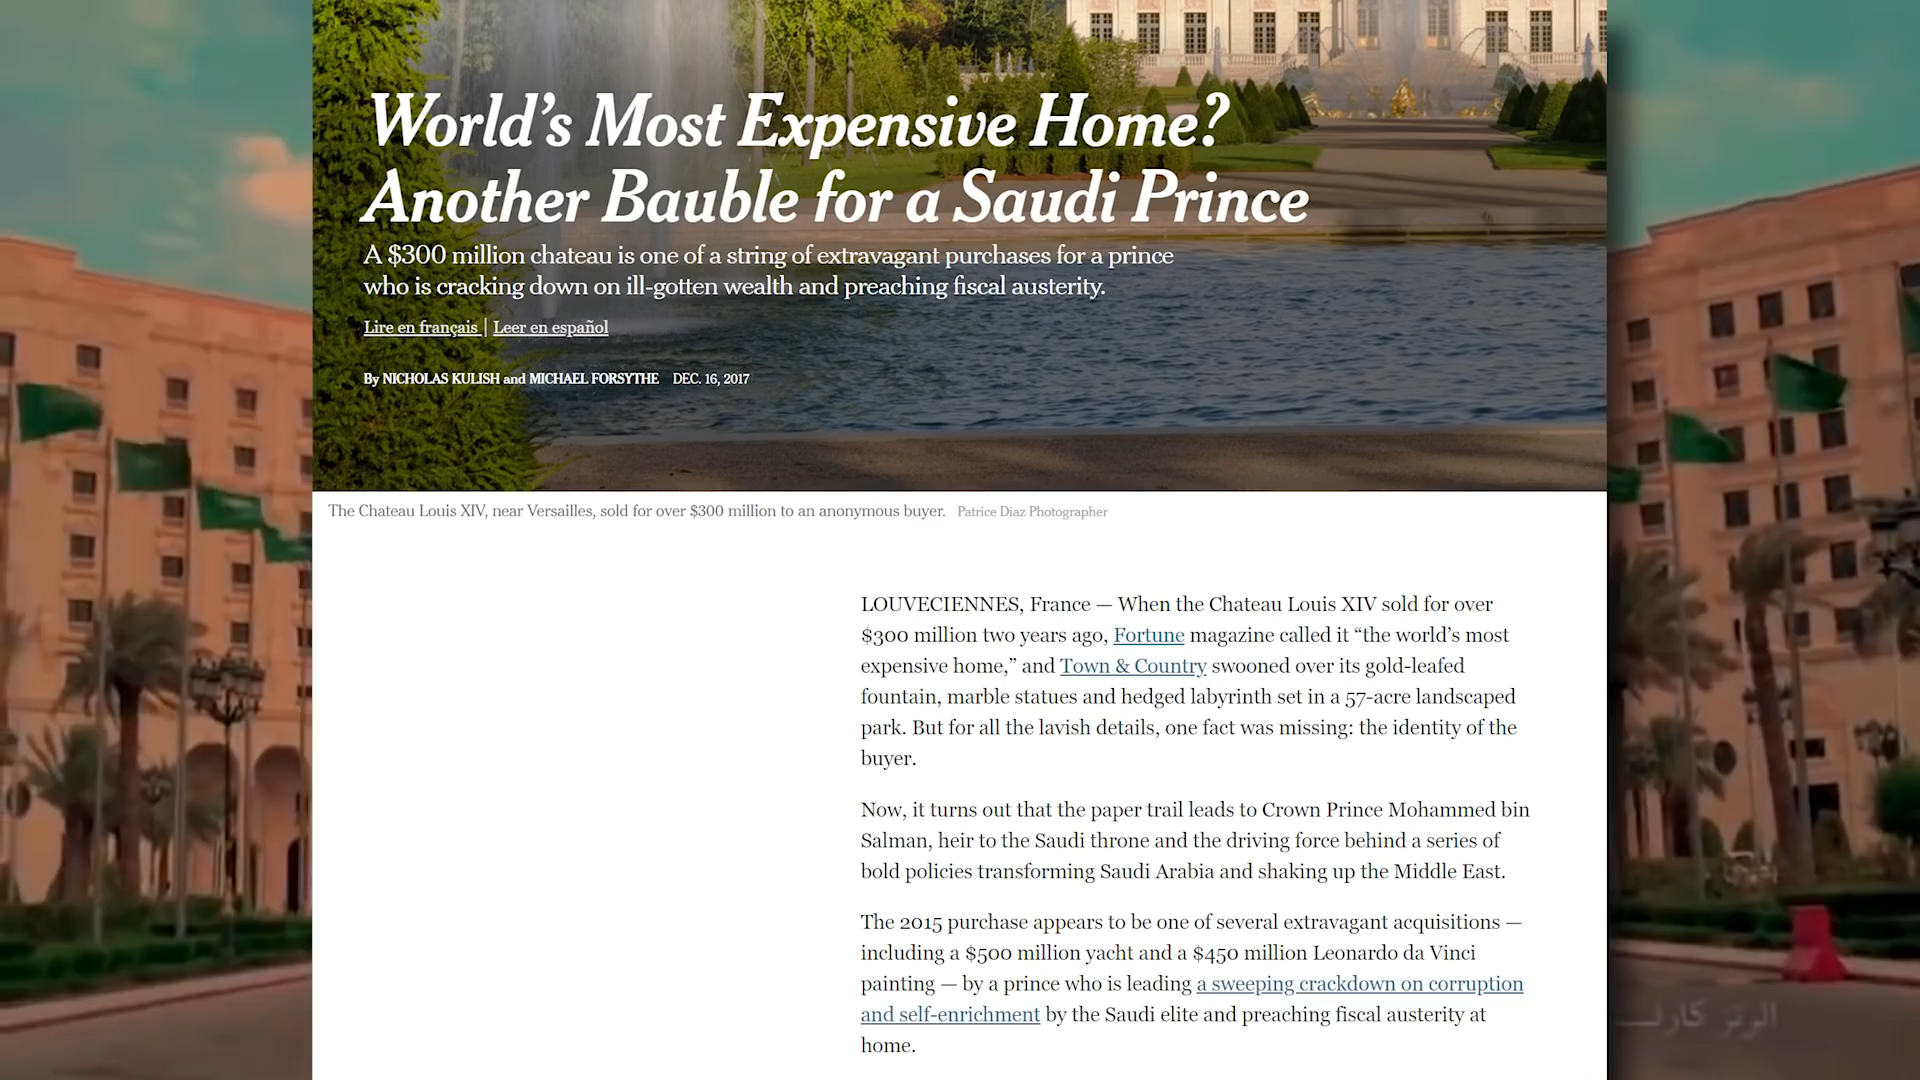 World’s Most Expensive Home?
Another Bauble for a Saudi Prince
A $300 million chateau is one of a string of extravagant purchases for a prince
who is cracking down on ill-gotten wealth and preaching fiscal austerity.
Lire en français | Leer en español
By NICHOLAS KULISH and MICHAEL FORSYTHE DEC. 16, 2017
The Chateau Louis XIV, near Versailles, sold for over $300 million to an anonymous buyer. Patrice Diaz Photographer
LOUVECIENNES, France — When the Chateau Louis XIV sold for over
$300 million two years ago, Fortune magazine called it “the world’s most
expensive home,” and Town & Country swooned over its gold-leafed
fountain, marble statues and hedged labyrinth set in a 57-acre landscaped
park. But for all the lavish details, one fact was missing: the identity of the
buyer.
Now, it turns out that the paper trail leads to Crown Prince Mohammed bin
Salman, heir to the Saudi throne and the driving force behind a series of
bold policies transforming Saudi Arabia and shaking up the Middle East.
The 2015 purchase appears to be one of several extravagant acquisitions —
including a $500 million yacht and a $450 million Leonardo da Vinci
painting — by a prince who is leading a sweeping crackdown on corruption
and self-enrichment by the Saudi elite and preaching fiscal austerity at
home.